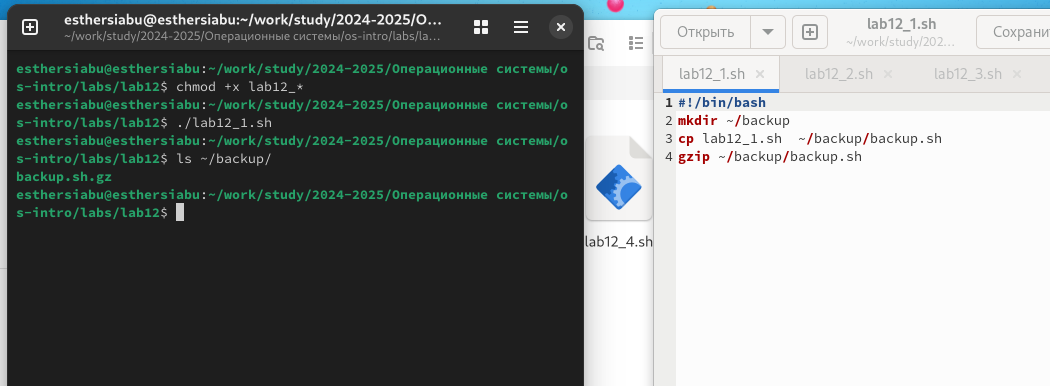 esthersiabu@esthersiabu:~/work/study/2024-2025/О...
~/work/study/2024-2025/Операционные системы/os-intro/labs/la...
esthersiabu@esthersiabu:~/work/study/2024-2025/Операционные системы/o
s-intro/labs/lab12$ chmod +x lab12_*
esthersiabu@esthersiabu:~/work/study/2024-2025/Операционные системы/o
s-intro/labs/lab12$ ./lab12_1.sh
esthersiabu@esthersiabu:~/work/study/2024-2025/Операционные системы/o
s-intro/labs/lab12$ ls ~/backup/
backup.sh.gz
esthersiabu@esthersiabu:~/work/study/2024-2025/Операционные системы/o
s-intro/labs/lab12$
lab12_4.sh
Открыть
lab12_1.sh
~/work/study/202...
Сохрани
lab12_1.sh lab12_2.sh lab12_3.sh
1 #!/bin/bash
2 mkdir ~/backup
3 cp lab12_1.sh  ~/backup/backup.sh
4 gzip ~/backup/backup.sh